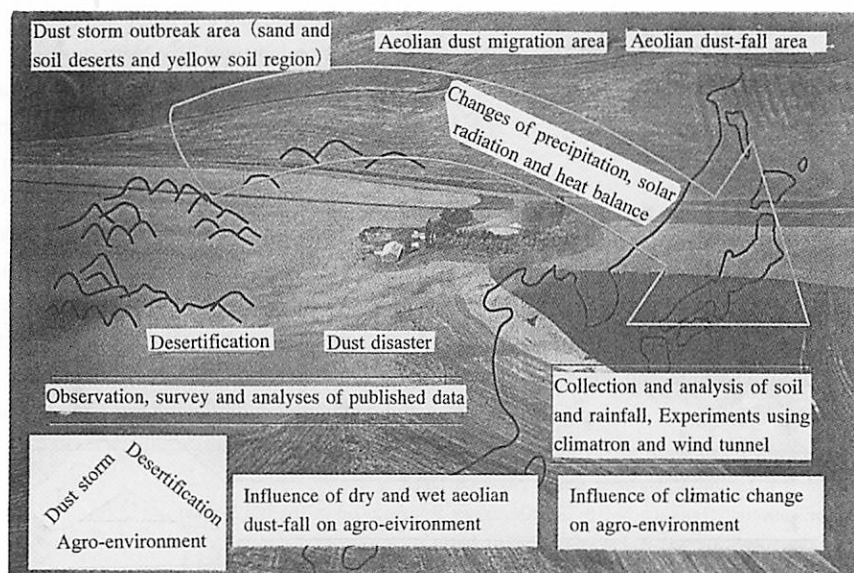 Dust storm outbreak area (sand and
soil deserts and yellow soil region)
Aeolian dust migration area
Aeolian dust-fall area
Changes of precipitation, solar
radiation and heat balance
Desertification
Dust disaster
Observation, survey and analyses of published data
Collection and analysis of soil
and rainfall, Experiments using
climatron and wind tunnel
Dust storm
Desertification
Agro-environment
Influence of dry and wet aeolian
dust-fall on agro-eivironment
Influence of climatic change
on agro-environment